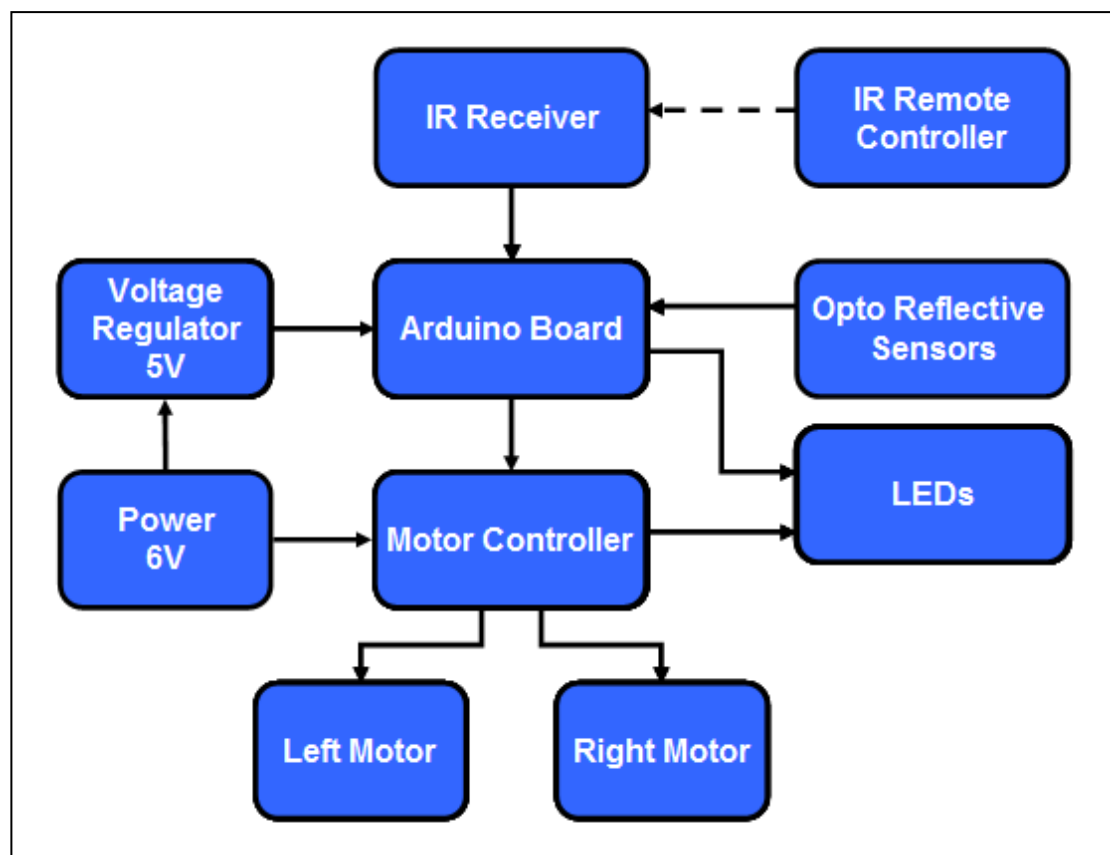 IR Receiver
IR Remote
Controller
Voltage
Regulator
5V
Arduino Board
Opto Reflective
Sensors
Power
6V
Motor Controller
LEDs
Left Motor
Right Motor